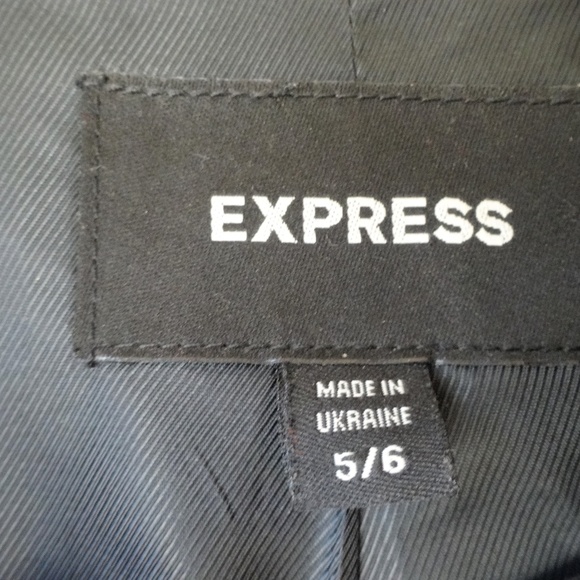 EXPRESS
MADE IN
UKRAINE
5/6